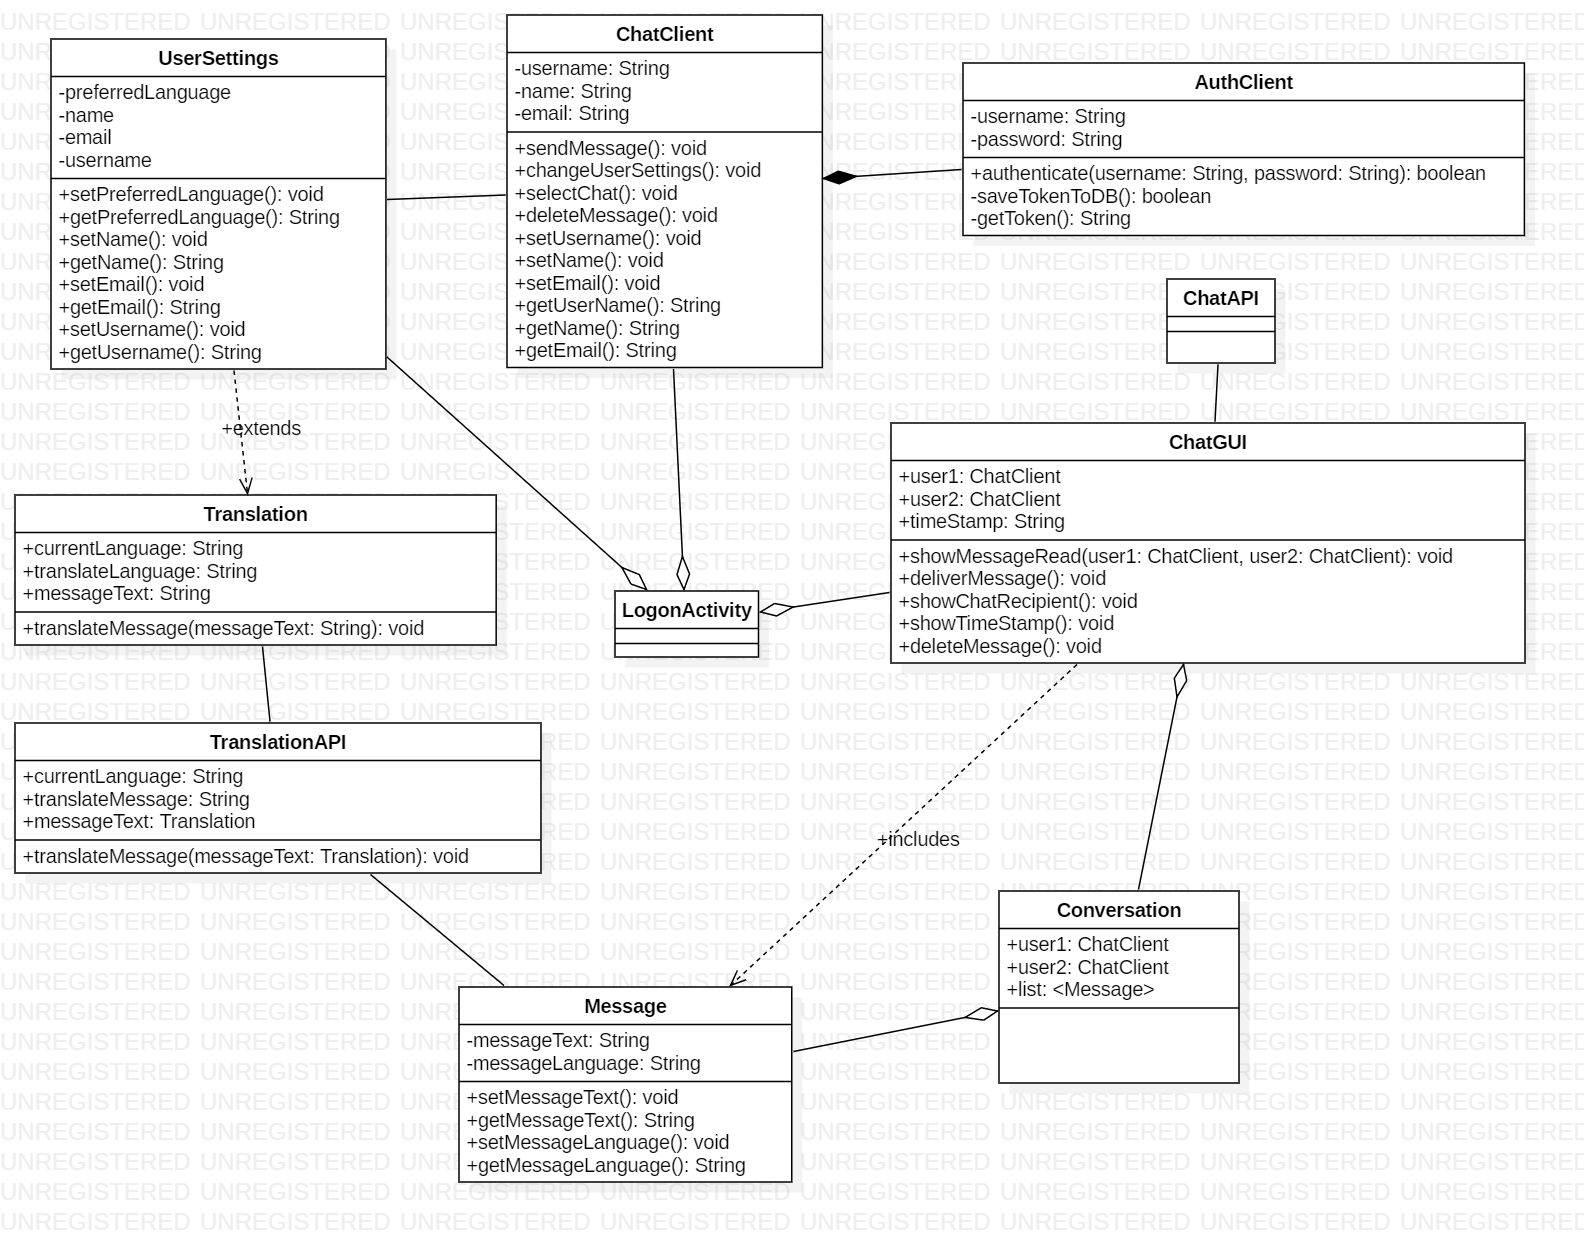 UserSettings
-preferredLanguage
-name
-email
-username
+setPreferredLanguage(): void
+getPreferredLanguage(): String
+setName(): void
+getName(): String
+setEmail(): void
+getEmail(): String
+setUsername(): void
+getUsername(): String
ChatClient
-username: String
-name: String
-email: String
+sendMessage(): void
+changeUserSettings(): void
+selectChat(): void
+deleteMessage(): void
+setUsername(): void
+setName(): void
+setEmail(): void
+getUserName(): String
+getName(): String
+getEmail(): String
AuthClient
-username: String
-password: String
+authenticate(username: String, password: String): boolean
-saveTokenToDB(): boolean
-getToken(): String
ChatAPI
+extends
ChatGUI
+user1: ChatClient
+user2: ChatClient
+timeStamp: String
+showMessageRead(user1: ChatClient, user2: ChatClient): void
+deliverMessage(): void
+showChatRecipient(): void
+showTimeStamp(): void
+deleteMessage(): void
Translation
+currentLanguage: String
+translateLanguage: String
+messageText: String
+translateMessage(messageText: String): void
LogonActivity
TranslationAPI
+currentLanguage: String
+translateMessage: String
+messageText: Translation
+translateMessage(messageText: Translation): void
+includes
Conversation
+user1: ChatClient
+user2: ChatClient
+list: <Message>
Message
-messageText: String
-messageLanguage: String
+setMessageText(): void
+getMessageText(): String
+setMessageLanguage(): void
+getMessageLanguage(): String
UNREGISTERED